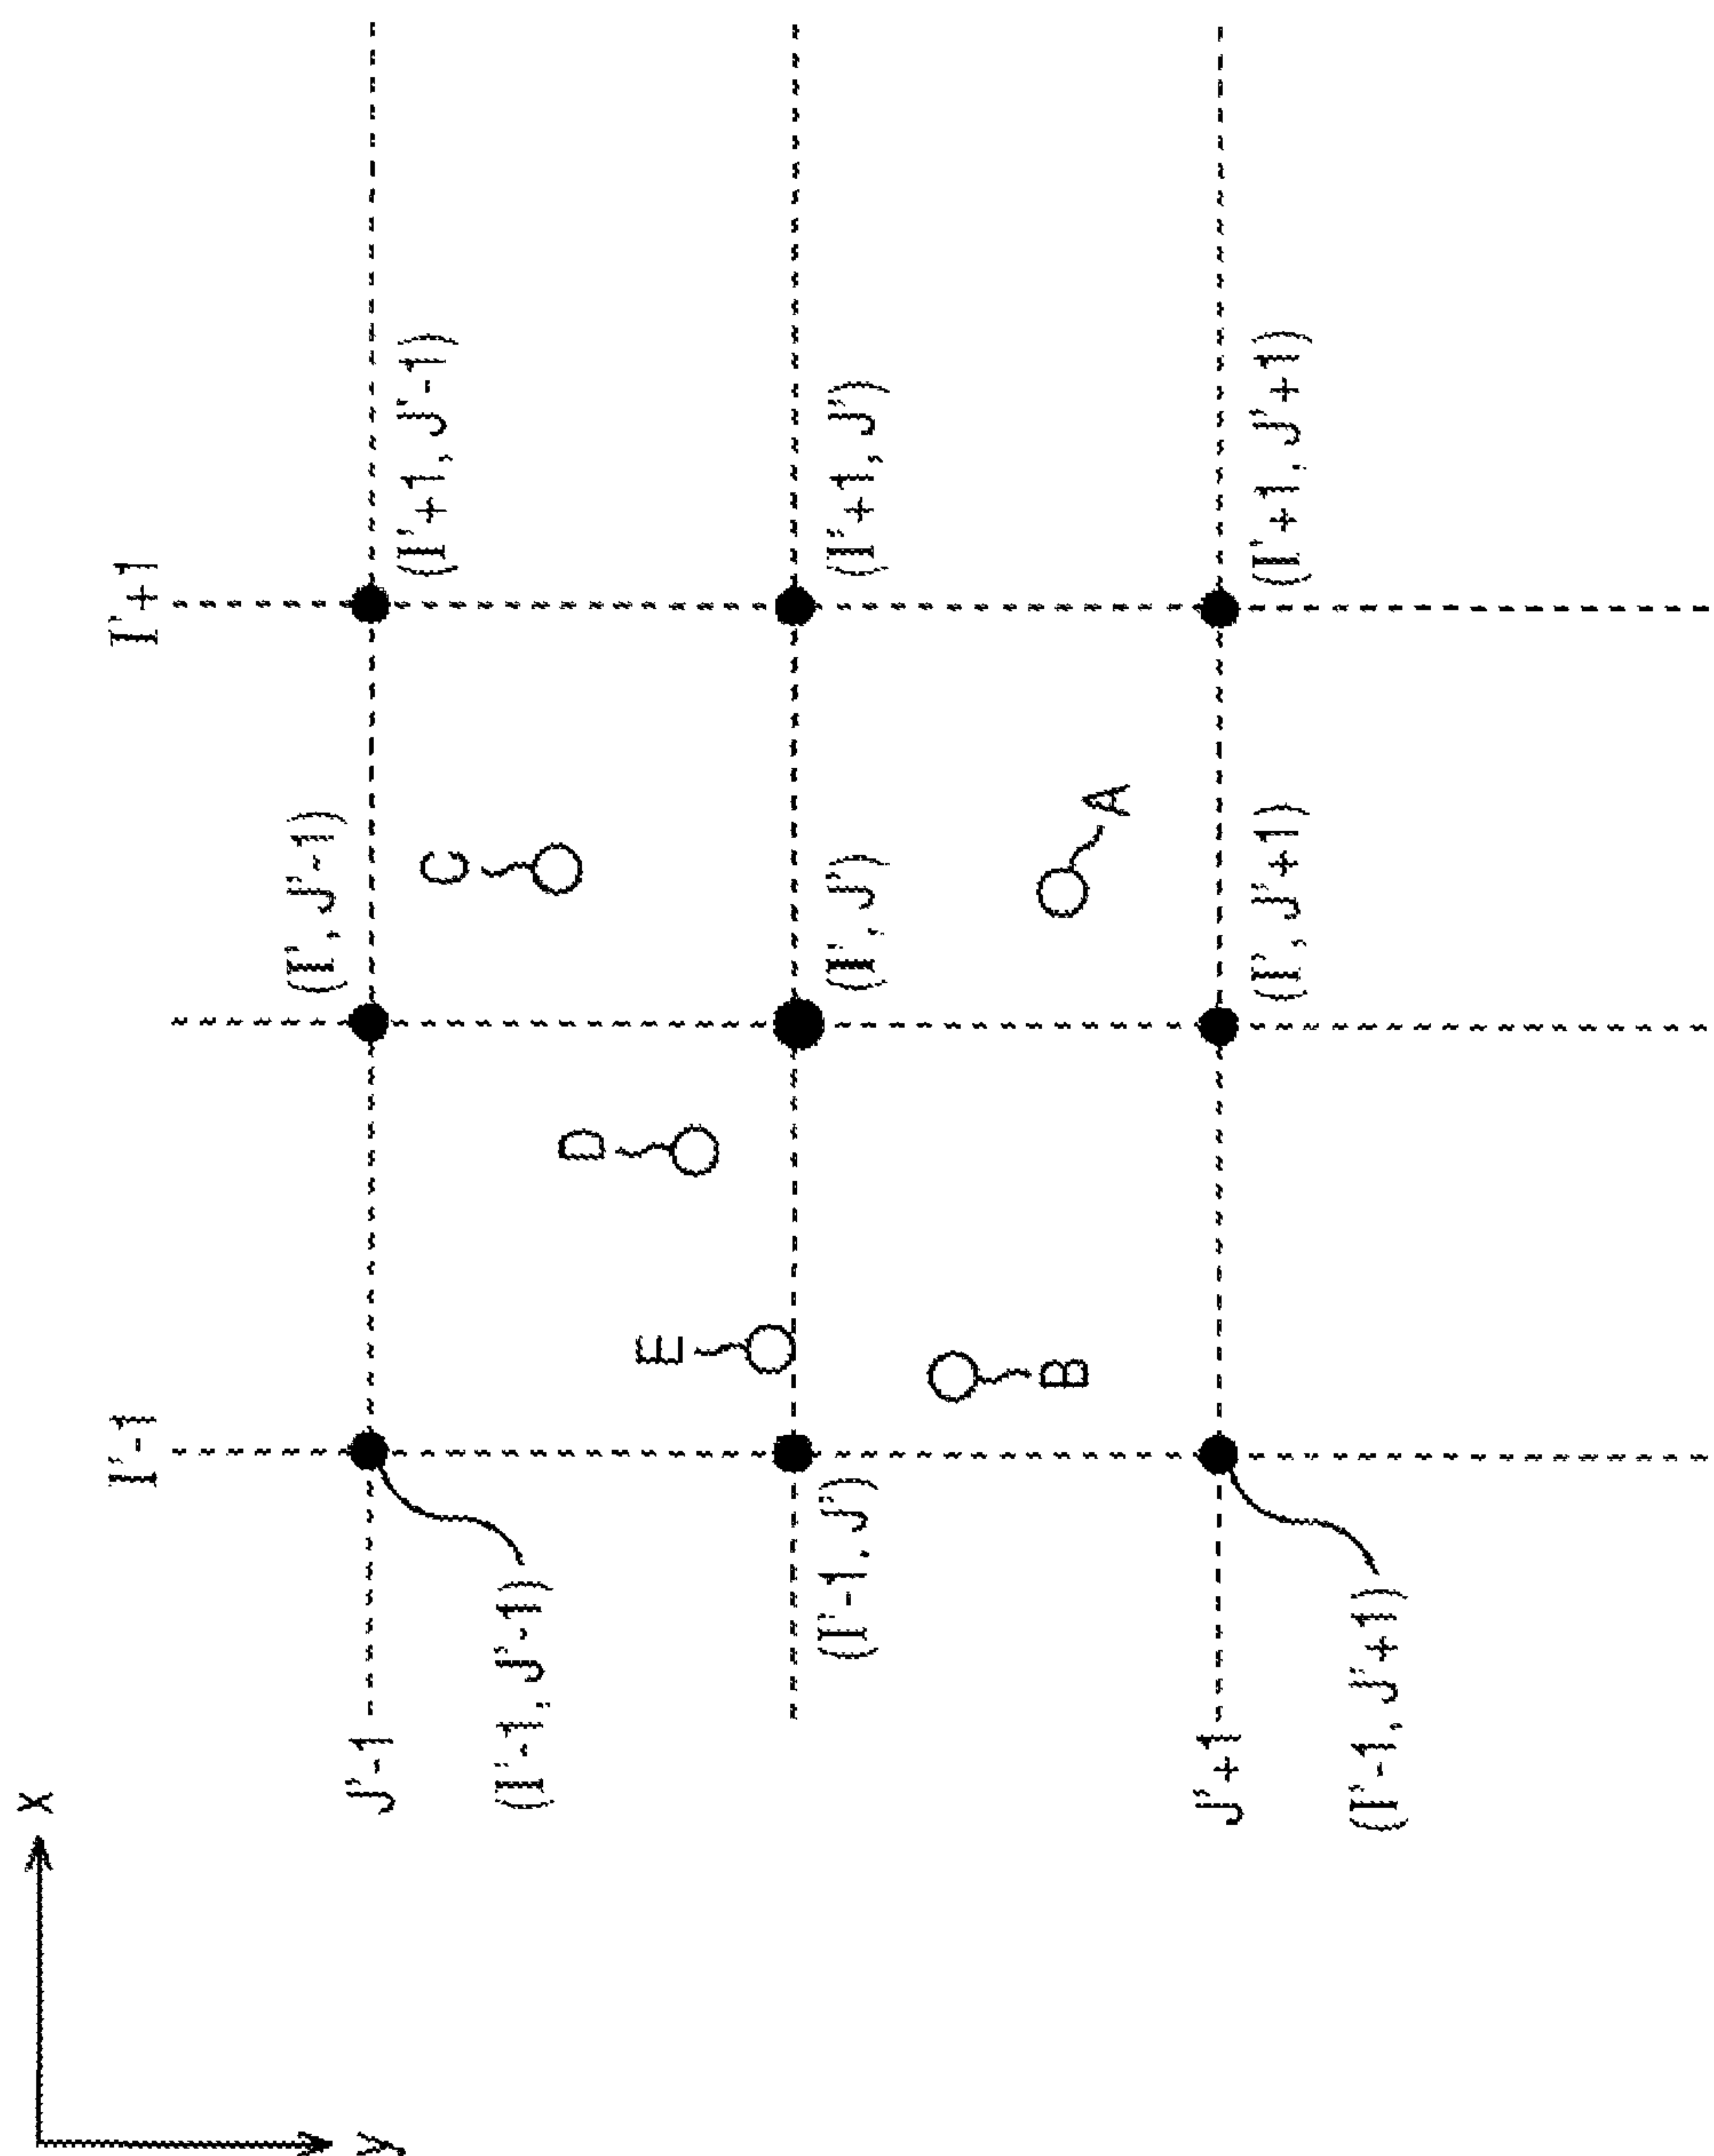 x
I'-1
I'+1
(I', J'-1)
y
J'-1
(I'+1, J'-1)
C
(I'-1, J'-1)
D
E
(I'-1, J')
(I', J')
(I'+1, J')
B
A
J'+1
(I', J'+1)
(I'+1, J'+1)
(I'-1, J'+1)